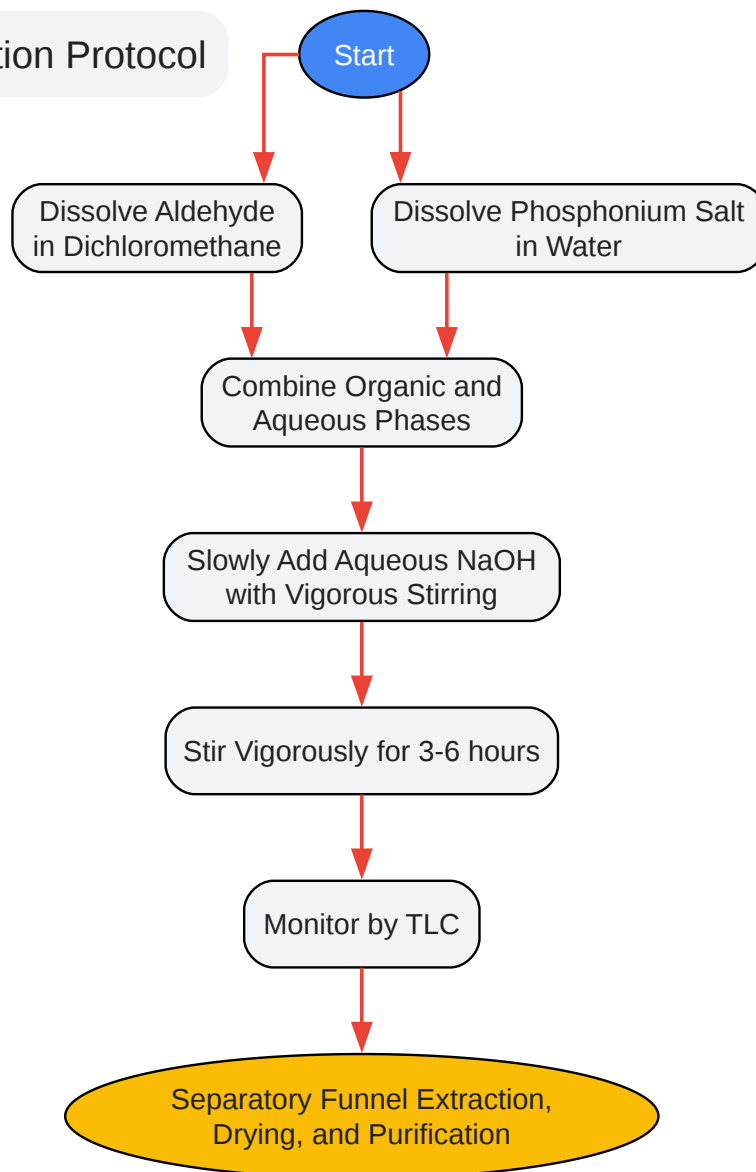 tion Protocol
Start
Dissolve Aldehyde
in Dichloromethane
Dissolve Phosphonium Salt
in Water
Combine Organic and
Aqueous Phases
Slowly Add Aqueous NaOH
with Vigorous Stirring
Stir Vigorously for 3-6 hours
Monitor by TLC
Separatory Funnel Extraction,
Drying, and Purification